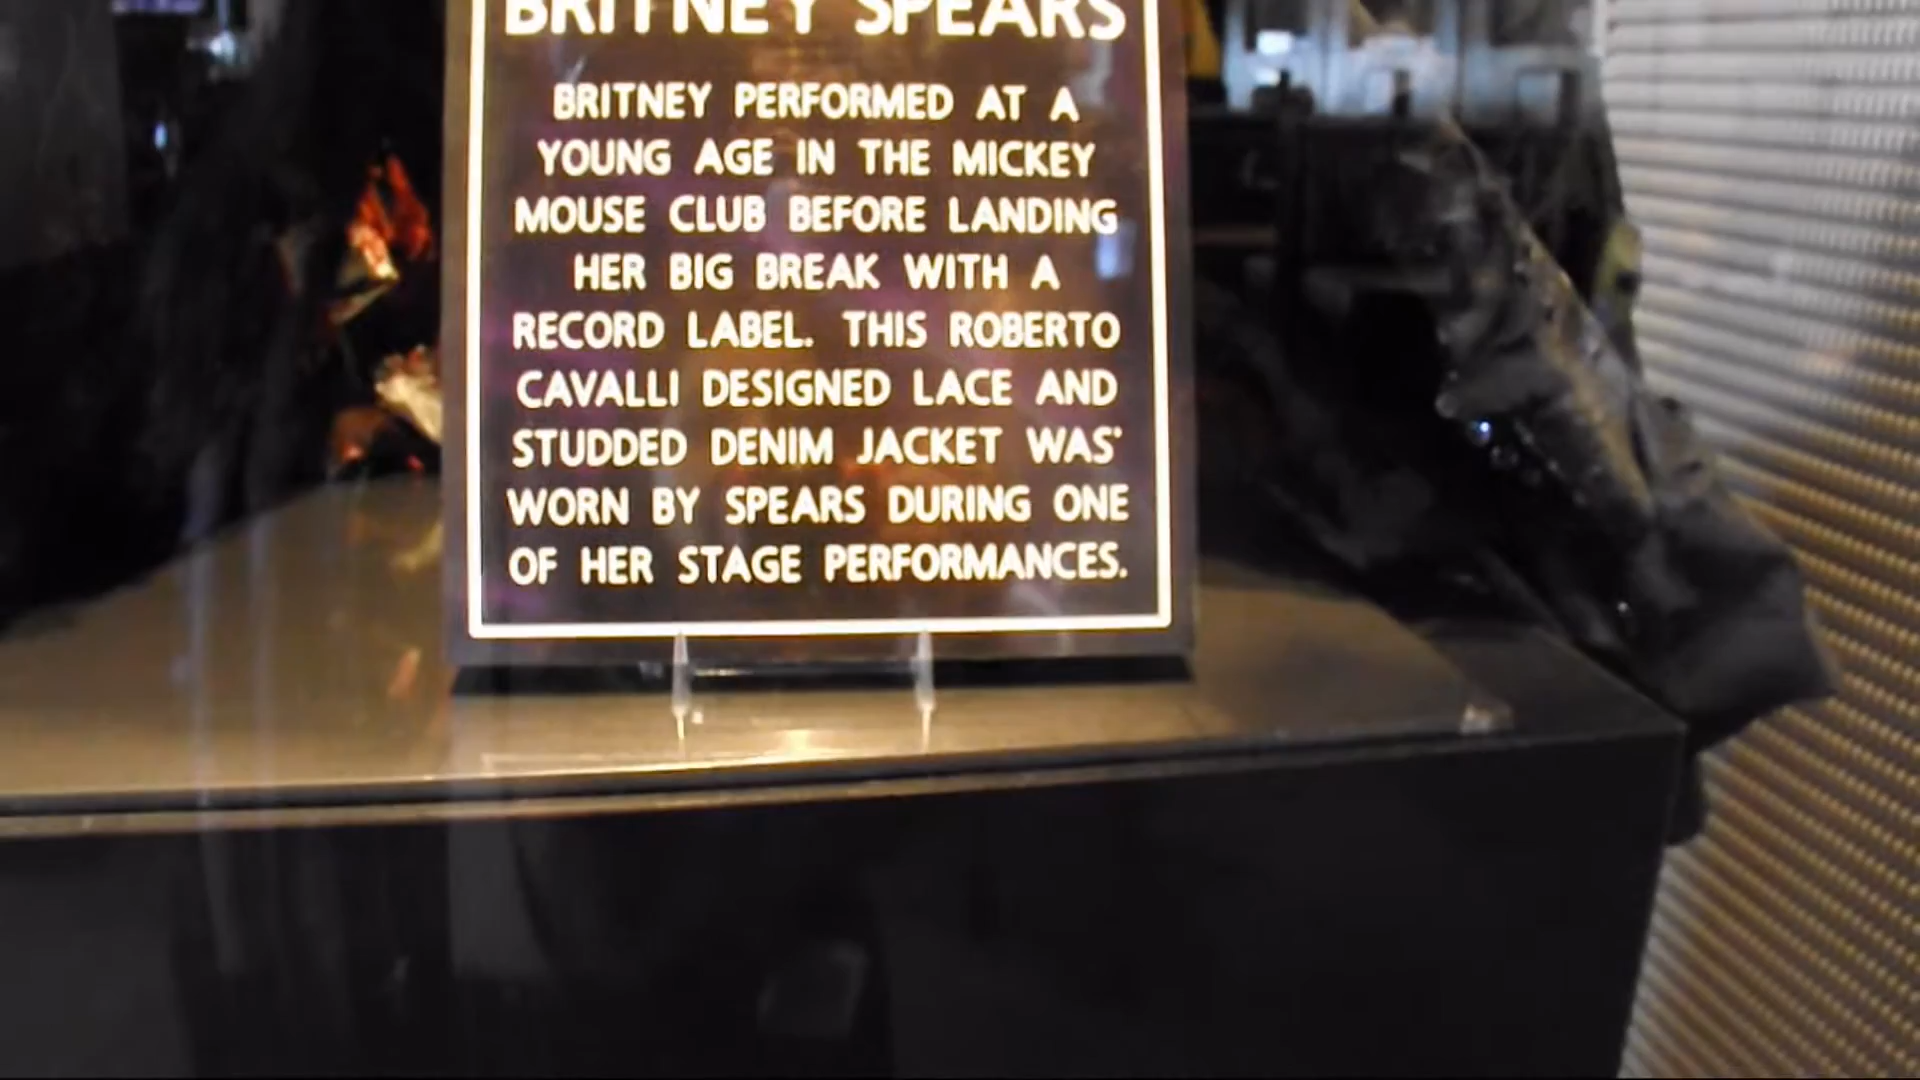 BRITNEY SPEARS
BRITNEY PERFORMED AT A
YOUNG AGE IN THE MICKEY
MOUSE CLUB BEFORE LANDING
HER BIG BREAK WITH A
RECORD LABEL. THIS ROBERTO
CAVALLI DESIGNED LACE AND
STUDDED DENIM JACKET WAS
WORN BY SPEARS DURING ONE
OF HER STAGE PERFORMANCES.